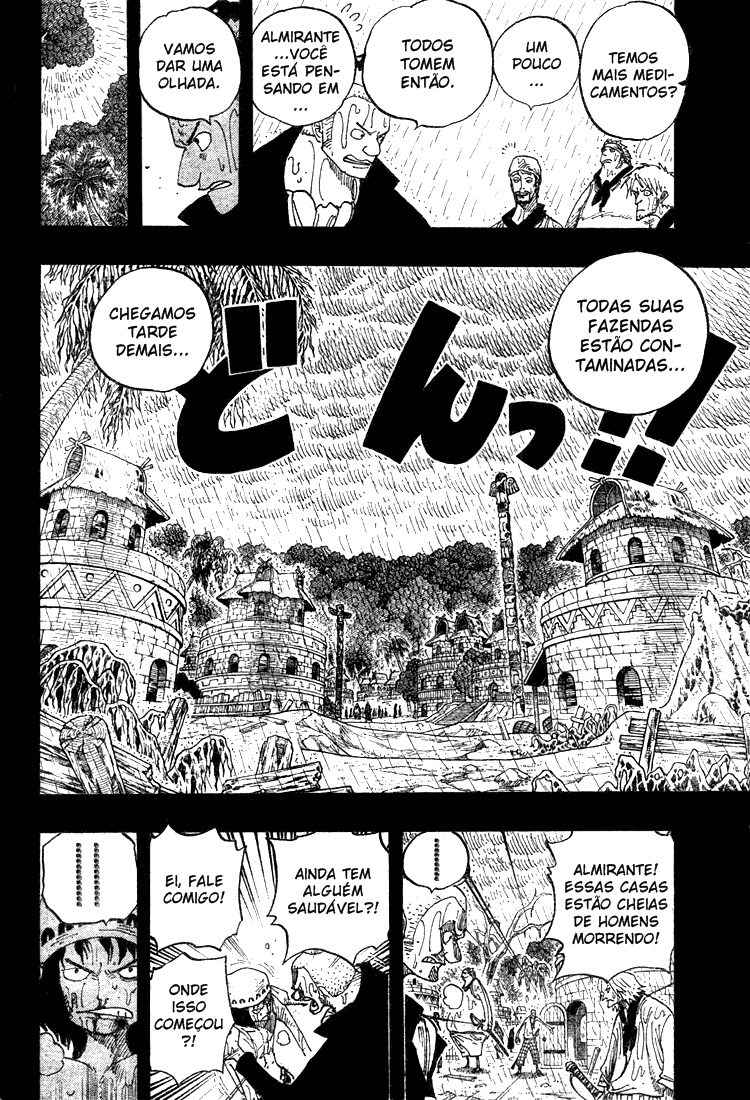 TEMOS
MAIS MEDI-
CAMENTOS?
UM
POUCO
...
TODOS
TOMEM
ENTÃO.
ALMIRANTE
...VOCÊ
ESTÁ PEN-
SANDO EM
...
VAMOS
DAR UMA
OLHADA.
TODAS SUAS
FAZENDAS
ESTÃO CON-
TAMINADAS...
どんっ!!
CHEGAMOS
TARDE
DEMAIS...
ALMIRANTE!
ESSAS CASAS
ESTÃO CHEIAS
DE HOMENS
MORRENDO!
AINDA TEM
ALGUÉM
SAUDÁVEL?!
EI, FALE
COMIGO!
ONDE
ISSO
COMEÇOU
?!